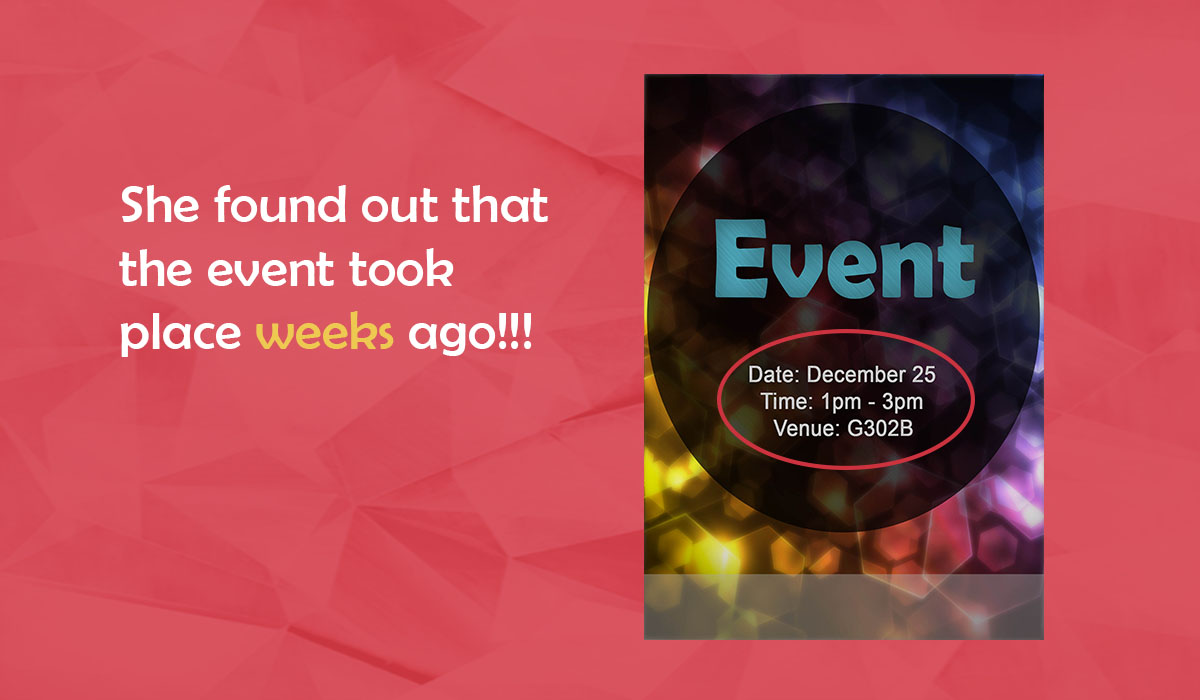 She found out that
the event took
place weeks ago!!!
Event
Date: December 25
Time: 1pm - 3pm
Venue: G302B